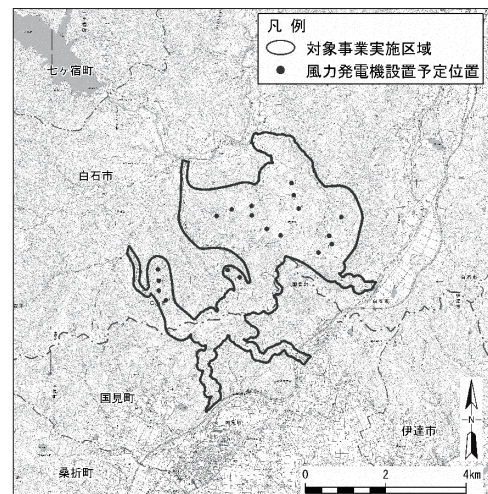 凡 例
対象事業実施区域
風力発電機設置予定位置
七ヶ宿町
白石市
国見町
伊達市
桑折町
N
0 2 4km